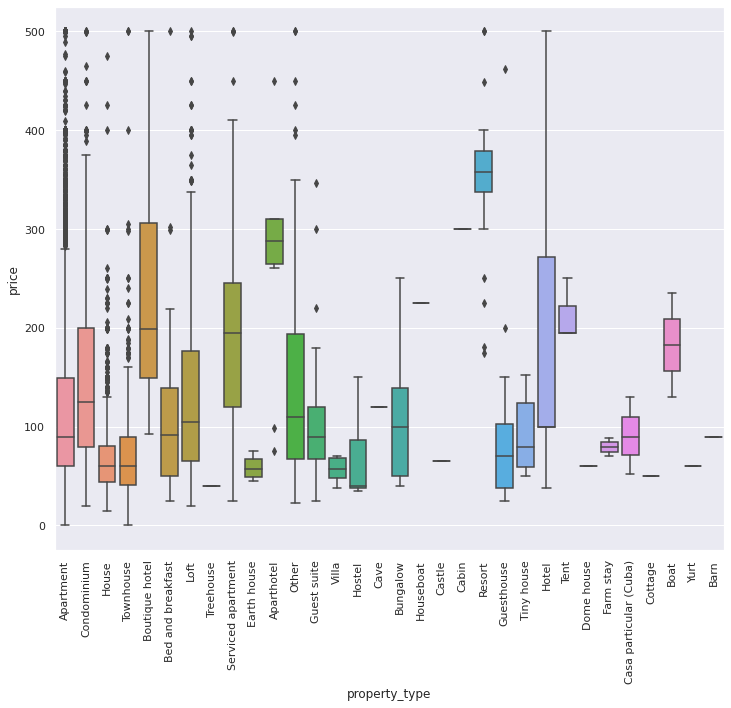 500
400
300
200
100
0
price
Apartment
Condominium
House
Townhouse
Boutique hotel
Bed and breakfast
Loft
Treehouse
Serviced apartment
Earth house
Aparthotel
Other
Guest suite
Villa
Hostel
Cave
Bungalow
Houseboat
Castle
Cabin
Resort
Guesthouse
Tiny house
Hotel
Tent
Dome house
Farm stay
Casa particular (Cuba)
Cottage
Boat
Yurt
Barn
property_type